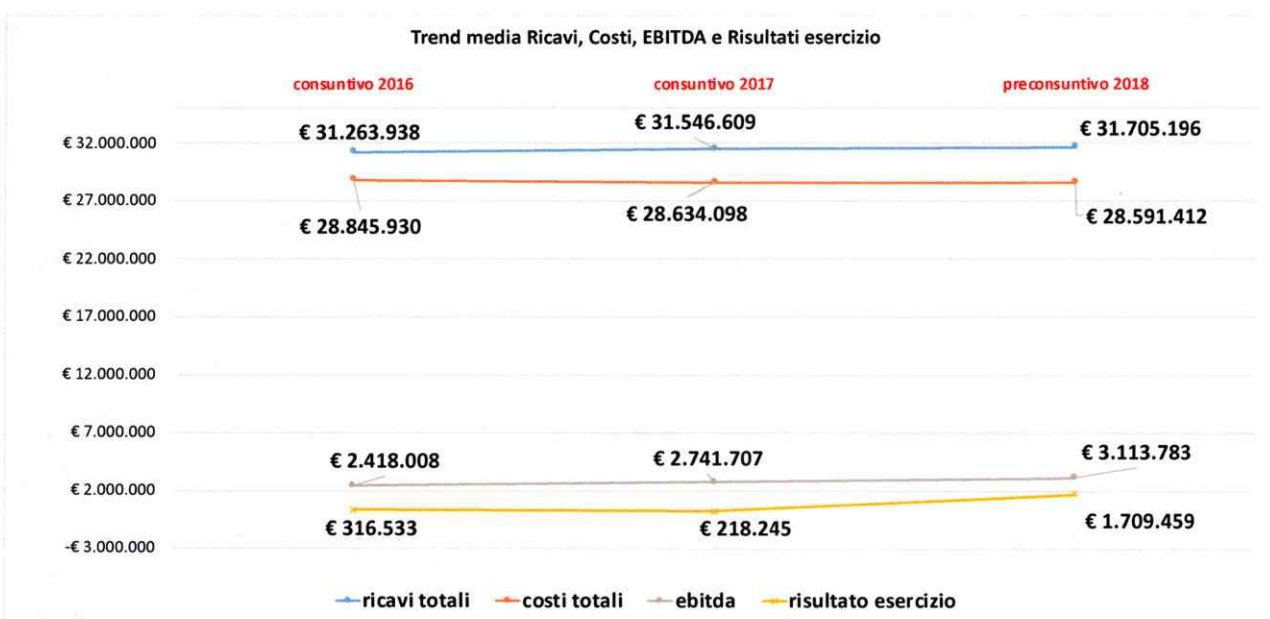 Trend media Ricavi, Costi, EBITDA e Risultati esercizio
consuntivo 2016 consuntivo 2017 preconsuntivo 2018
€ 31.263.938 € 31.546.609 € 31.705.196
€ 32.000.000
€ 27.000.000
€ 28.845.930 € 28.634.098 € 28.591.412
€ 22.000.000
€ 17.000.000
€ 12.000.000
€ 7.000.000
€ 2.418.008 € 2.741.707 € 3.113.783
€ 2.000.000
€ 316.533 € 218.245 € 1.709.459
-€ 3.000.000
ricavi totali costi totali ebitda risultato esercizio